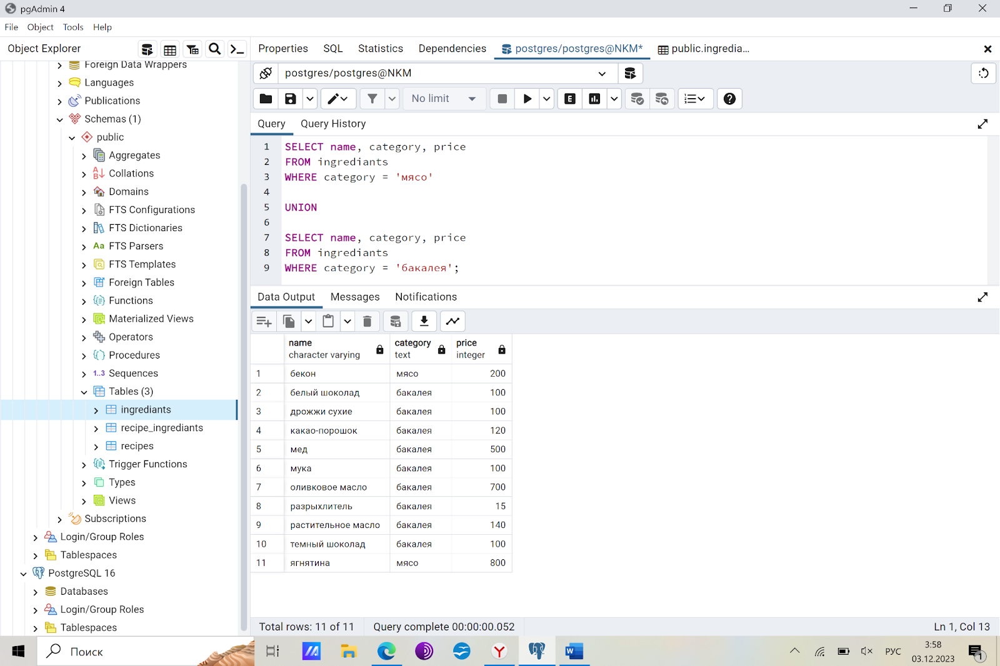 pgAdmin 4
File Object Tools Help
Object Explorer
Foreign Data Wrappers
Languages
Publications
Schemas (1)
public
Aggregates
Collations
Domains
FTS Configurations
FTS Dictionaries
Aa FTS Parsers
FTS Templates
Foreign Tables
Functions
Materialized Views
Operators
Procedures
1..3 Sequences
Tables (3)
ingrediants
recipe_ingrediants
recipes
Trigger Functions
Types
Views
Subscriptions
Login/Group Roles
Tablespaces
PostgreSQL 16
Databases
Login/Group Roles
Tablespaces
Properties SQL Statistics Dependencies postgres/postgres@NKM* public.ingredia...
postgres/postgres@NKM
No limit E
Query Query History
1 SELECT name, category, price
2 FROM ingrediants
3 WHERE category = 'мясо'
4
5 UNION
6
7 SELECT name, category, price
8 FROM ingrediants
9 WHERE category = 'бакалея';
Data Output Messages Notifications
name category price
character varying text integer
1 бекон мясо 200
2 белый шоколад бакалея 100
3 дрожжи сухие бакалея 100
4 какао-порошок бакалея 120
5 мед бакалея 500
6 мука бакалея 100
7 оливковое масло бакалея 700
8 разрыхлитель бакалея 15
9 растительное масло бакалея 140
10 темный шоколад бакалея 100
11 ягнятина мясо 800
Total rows: 11 of 11 Query complete 00:00:00.052 Ln 1, Col 13
Поиск
РУС
3:58
03.12.2023
1